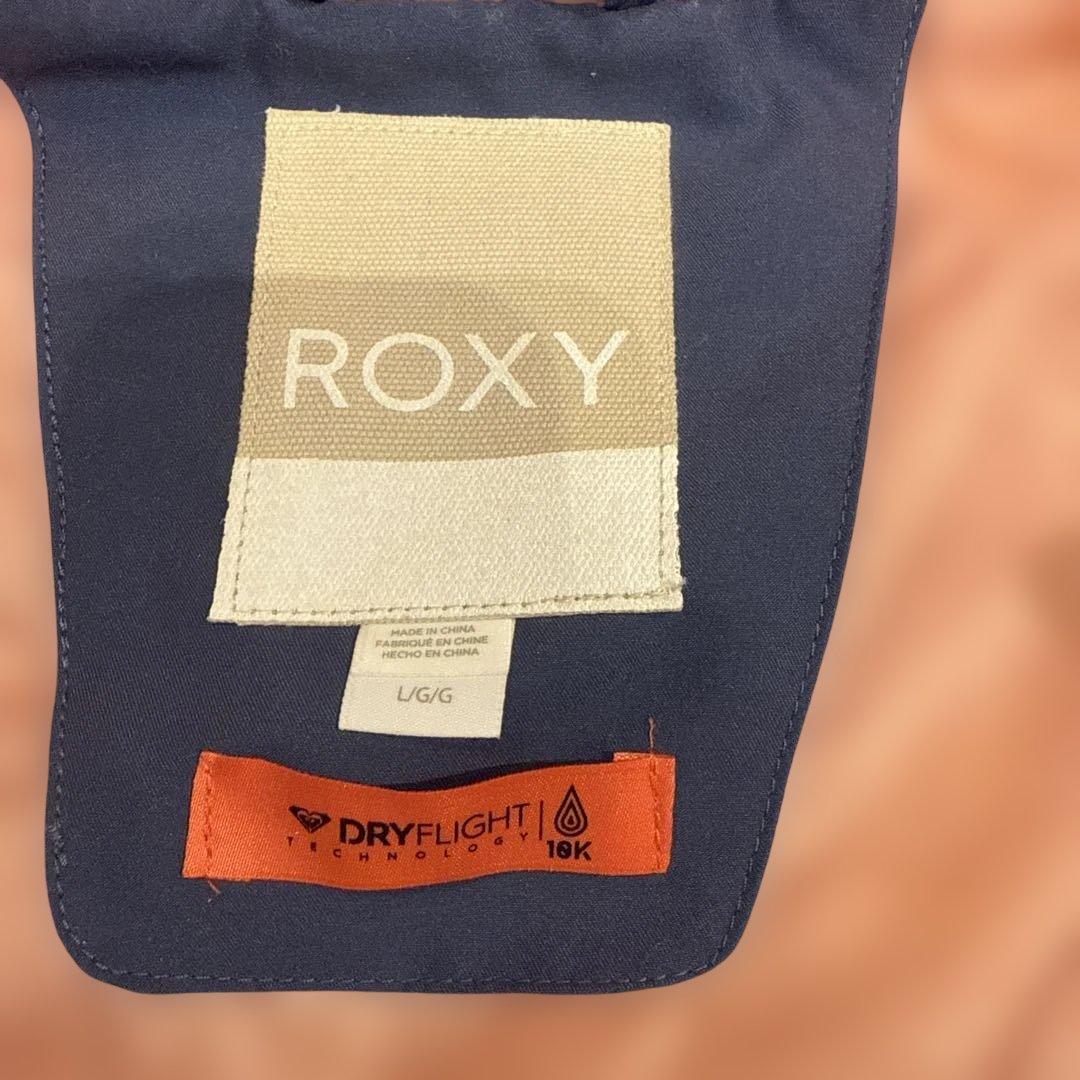 ROXY
MADE IN CHINA
FABRIQUÉ EN CHINE
HECHO EN CHINA
L/G/G
DRYFLIGHT
TECHNOLOGY
10K